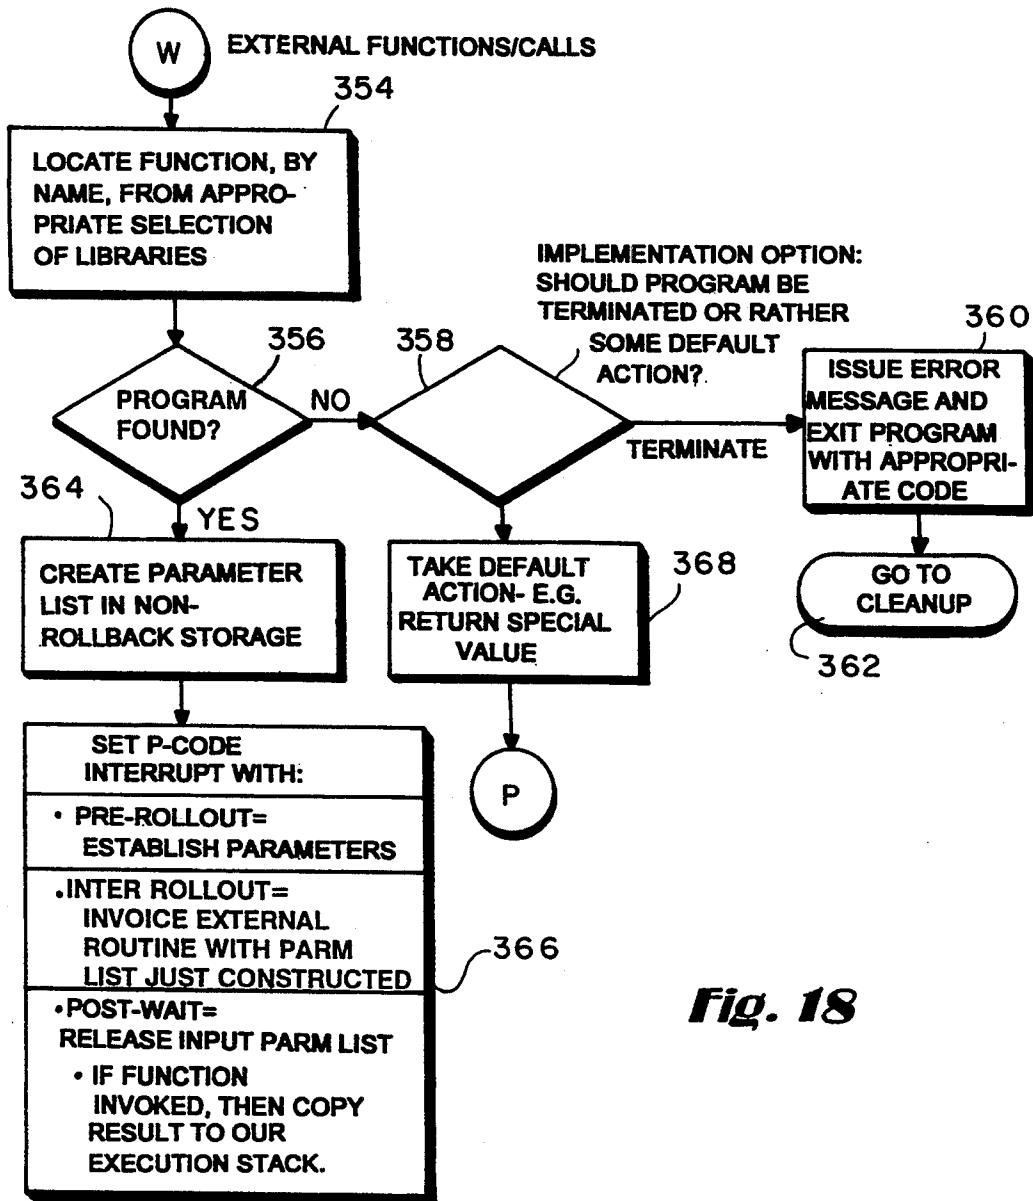 W
EXTERNAL FUNCTIONS/CALLS
354
LOCATE FUNCTION, BY
NAME, FROM APPRO-
PRIATE SELECTION
OF LIBRARIES
356
PROGRAM
FOUND?
NO
358
IMPLEMENTATION OPTION:
SHOULD PROGRAM BE
TERMINATED OR RATHER
SOME DEFAULT
ACTION?
TERMINATE
360
ISSUE ERROR
MESSAGE AND
EXIT PROGRAM
WITH APPROPRI-
ATE CODE
GO TO
CLEANUP
362
364
YES
CREATE PARAMETER
LIST IN NON-
ROLLBACK STORAGE
TAKE DEFAULT
ACTION- E.G.
RETURN SPECIAL
VALUE
368
P
SET P-CODE
INTERRUPT WITH:
• PRE-ROLLOUT=
ESTABLISH PARAMETERS
.INTER ROLLOUT=
INVOICE EXTERNAL
ROUTINE WITH PARM
LIST JUST CONSTRUCTED
366
•POST-WAIT=
RELEASE INPUT PARM LIST
• IF FUNCTION
INVOKED, THEN COPY
RESULT TO OUR
EXECUTION STACK.
Fig. 18